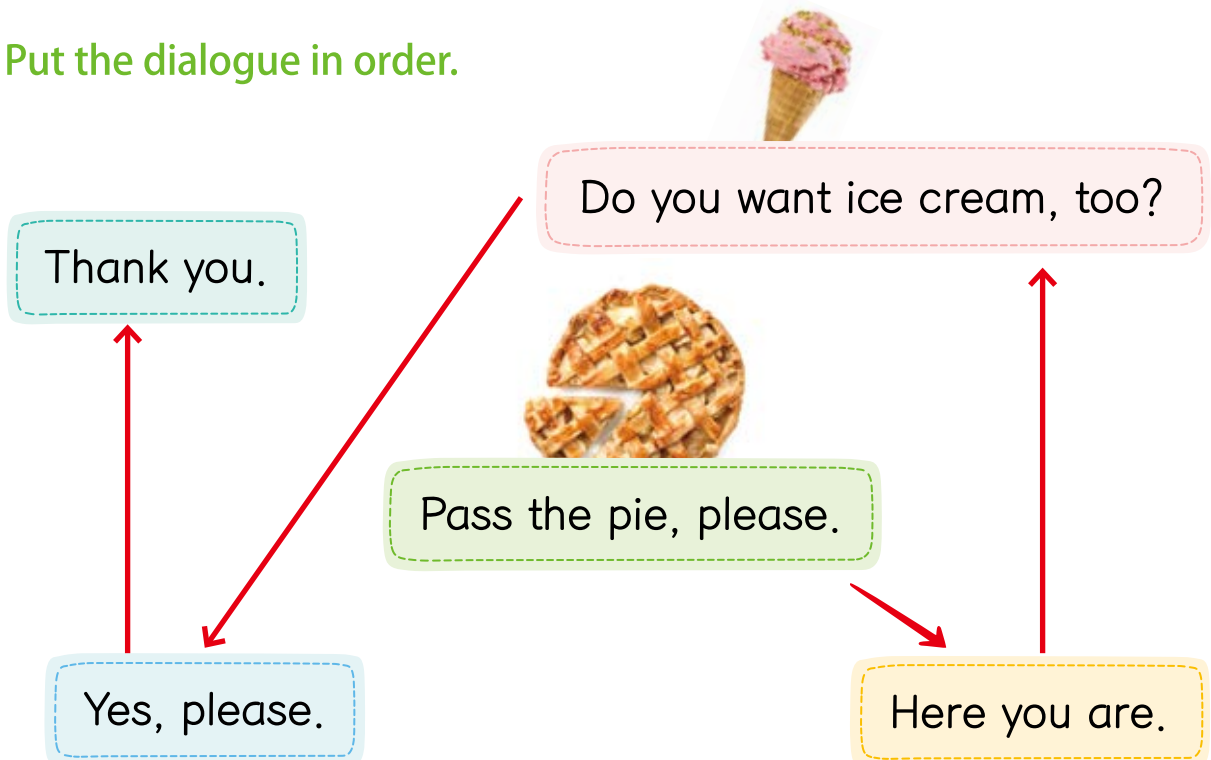 Put the dialogue in order.
Do you want ice cream, too?
Thank you.
Pass the pie, please.
Yes, please.
Here you are.